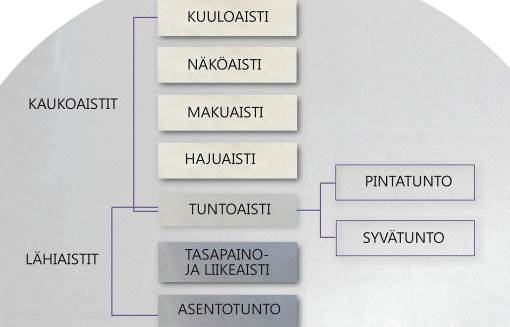 KUULOAISTI
NÄKÖAISTI
KAUKOAISTIT
MAKUAISTI
HAJUAISTI
TUNTOAISTI
PINTATUNTO
SYVÄTUNTO
LÄHIAISTIT
TASAPAINO-
JA LIIKEAISTI
ASENTOTUNTO